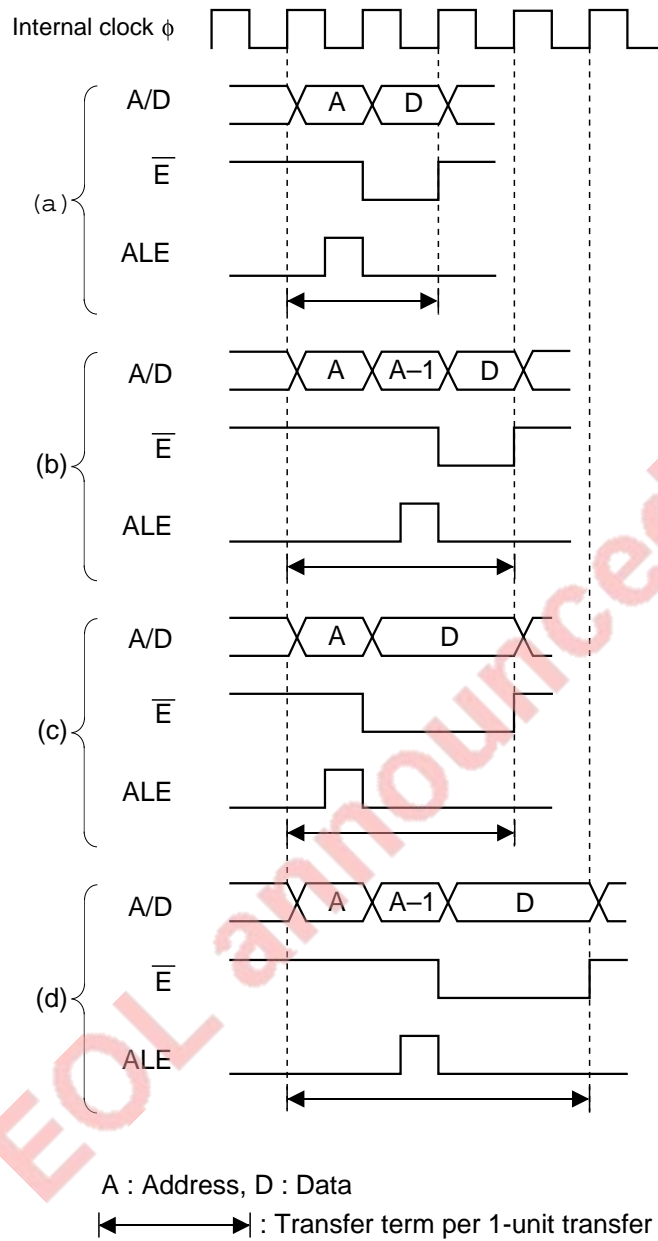 Internal clock ϕ
A/D A D
(a)
E
ALE
A/D A A–1 D
(b)
E
ALE
A/D A D
(c)
E
ALE
A/D A A–1 D
(d)
E
ALE
A : Address, D : Data
: Transfer term per 1-unit transfer
EOL announced